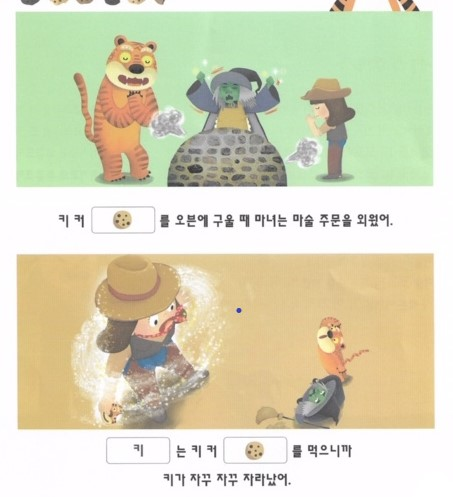 키 커 를 오븐에 구울 때 마녀는 마술 주문을 외웠어.
키 는 키 커 를 먹으니까
키가 자꾸 자꾸 자라났어.